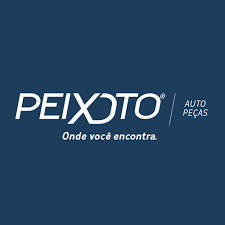 PEIXOTO®
AUTO
PEÇAS
Onde você encontra.